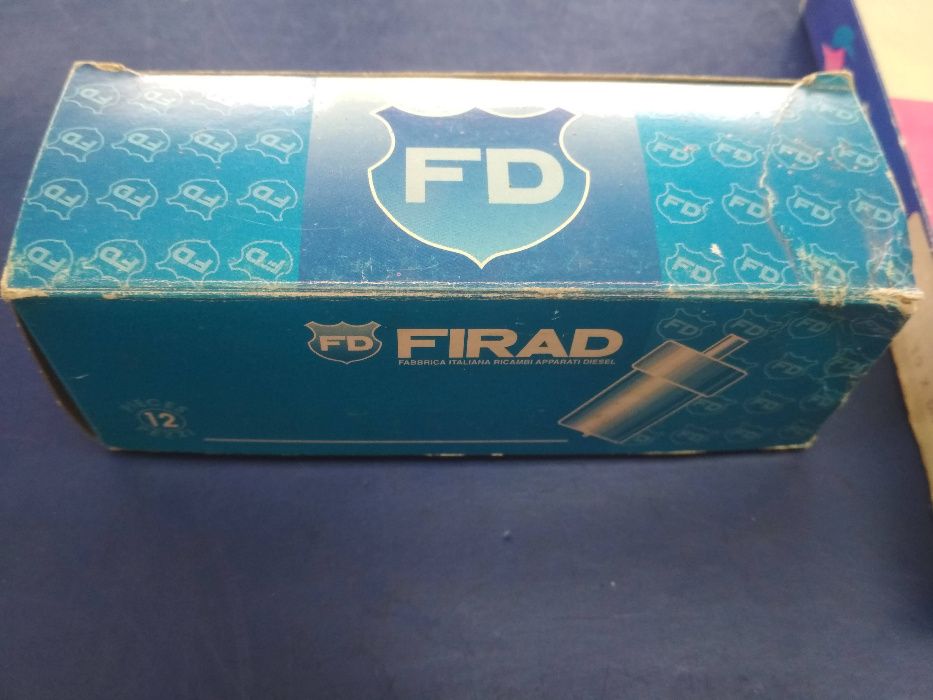 FD
FD FIRAD
FABBRICA ITALIANA RICAMBI APPARATI DIESEL
12